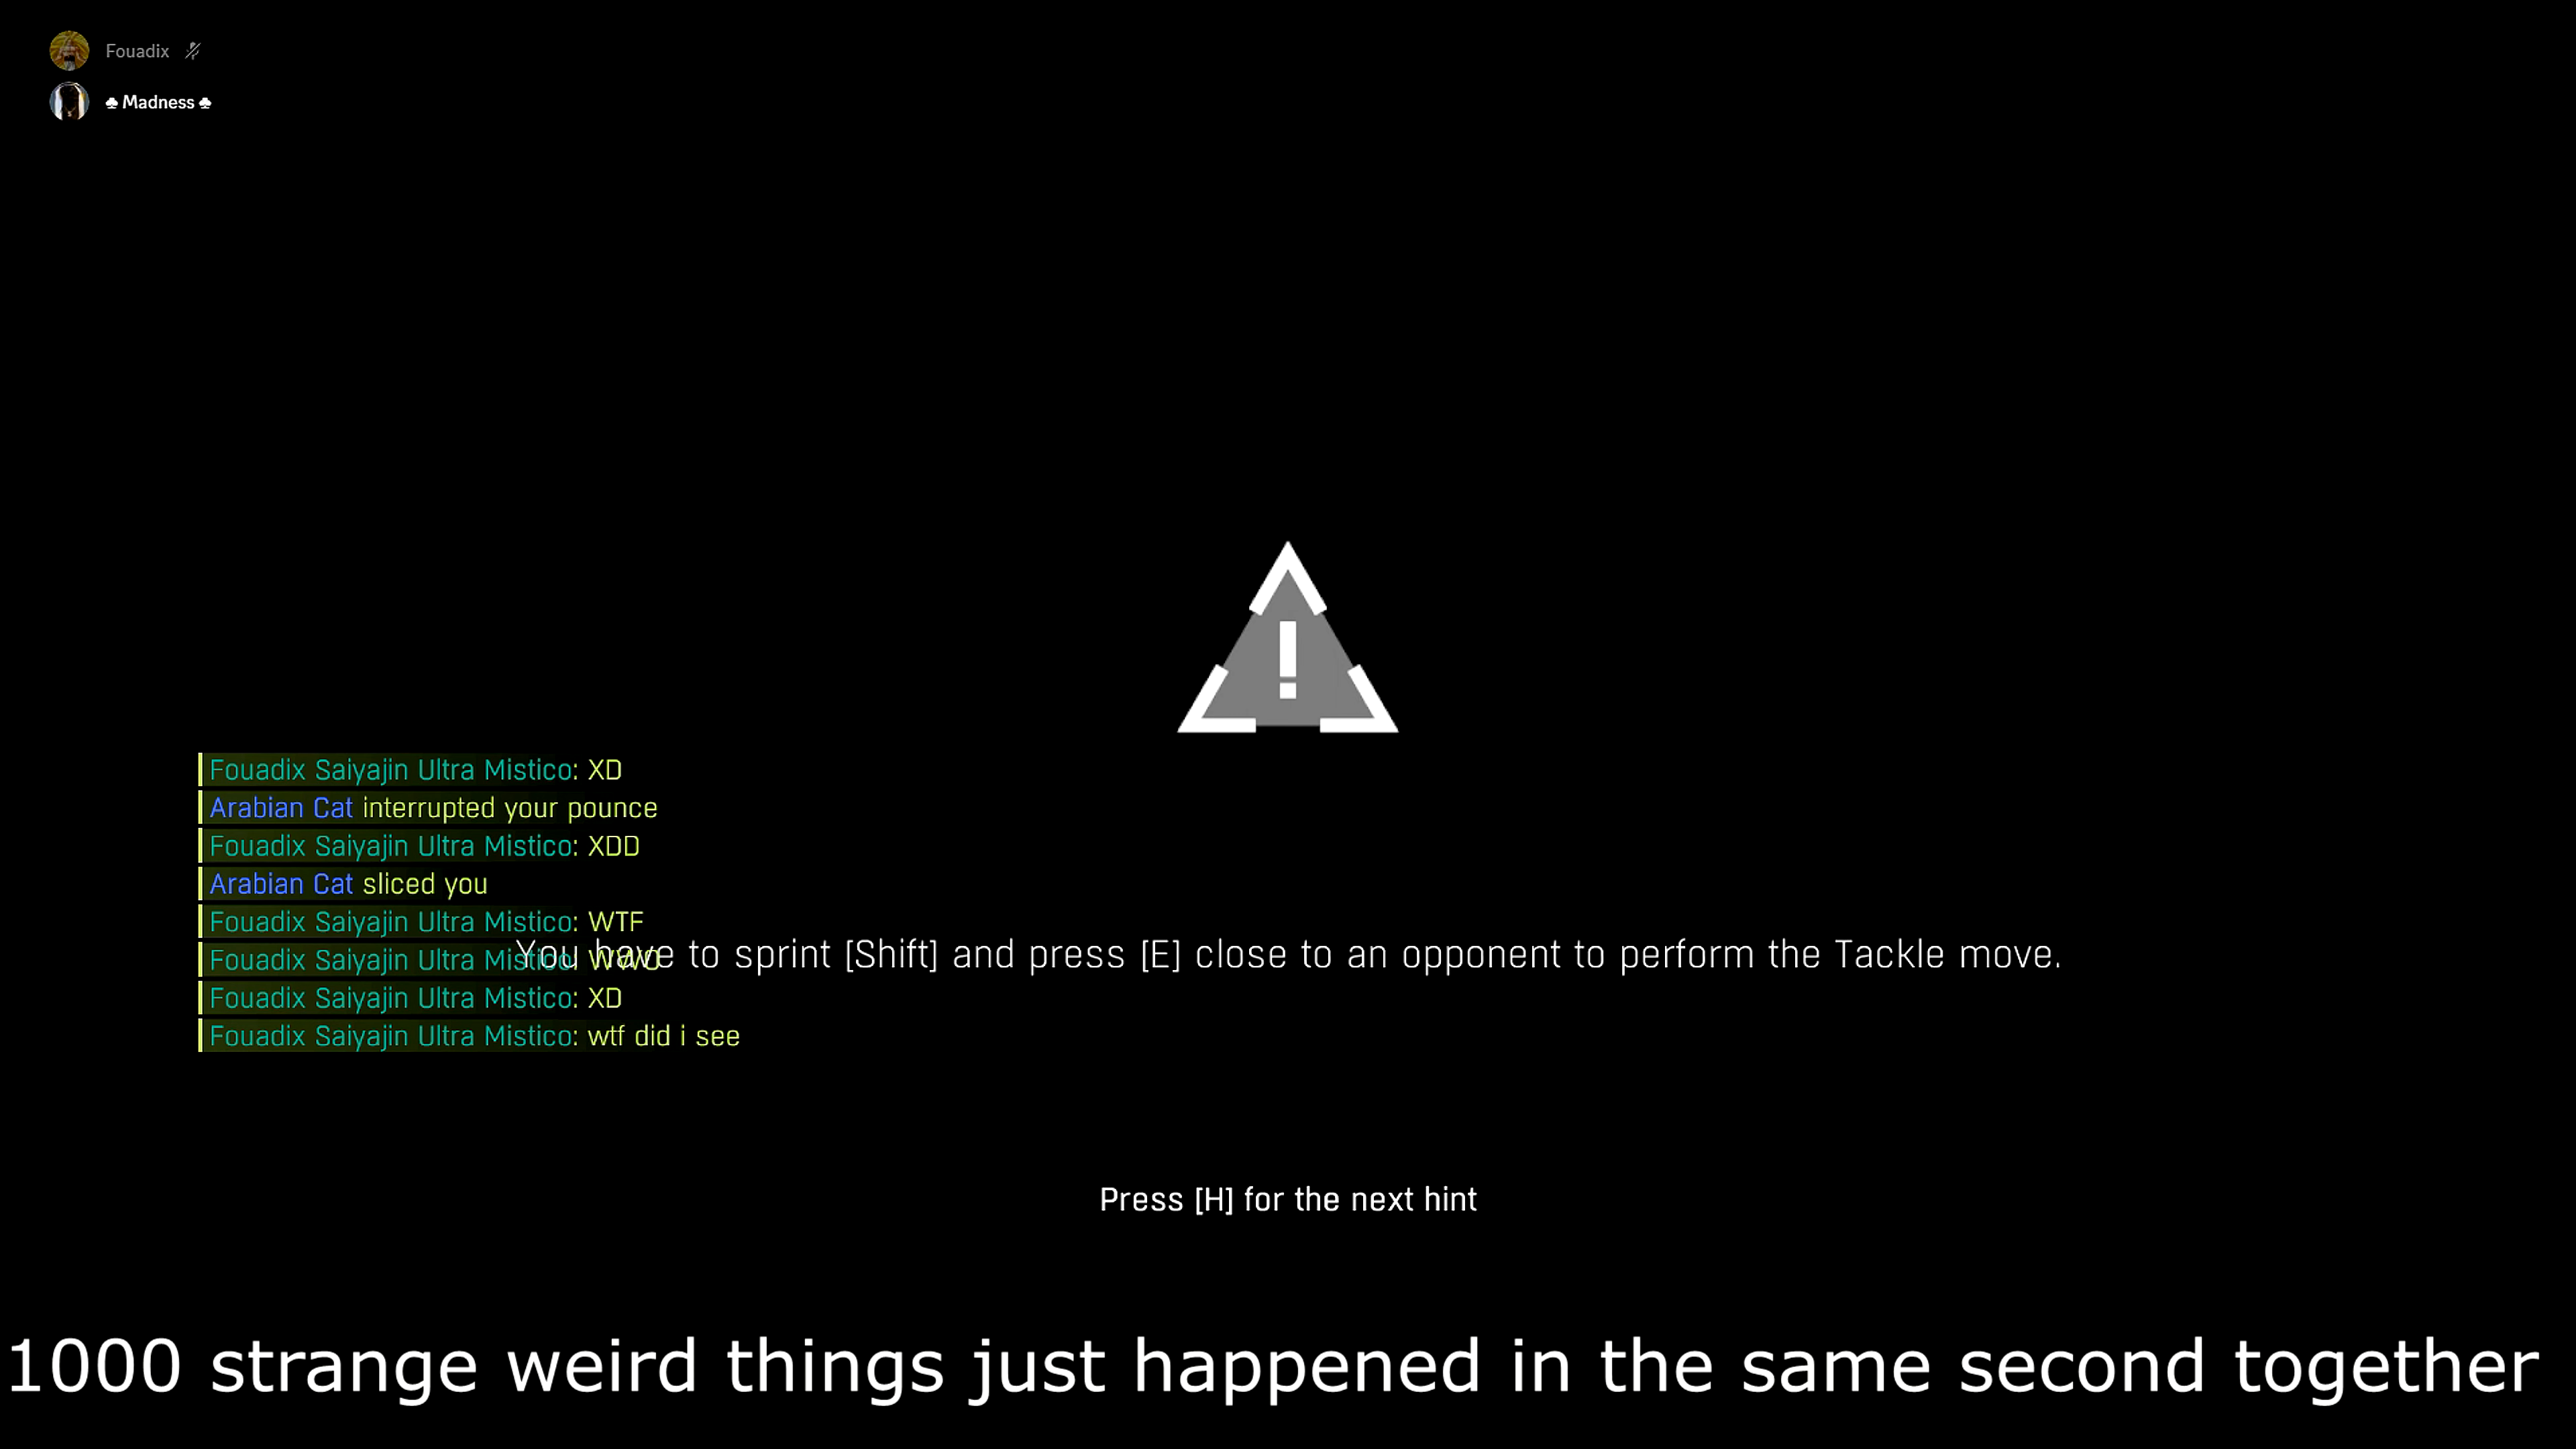 Fouadix
♣ Madness ♣
!
Fouadix Saiyajin Ultra Mistico: XD
Arabian Cat interrupted your pounce
Fouadix Saiyajin Ultra Mistico: XDD
Arabian Cat sliced you
Fouadix Saiyajin Ultra Mistico: WTF
You have to sprint [Shift] and press [E] close to an opponent to perform the Tackle move.
Fouadix Saiyajin Ultra Mistico:
Fouadix Saiyajin Ultra Mistico: XD
Fouadix Saiyajin Ultra Mistico: wtf did i see
Press [H] for the next hint
1000 strange weird things just happened in the same second together